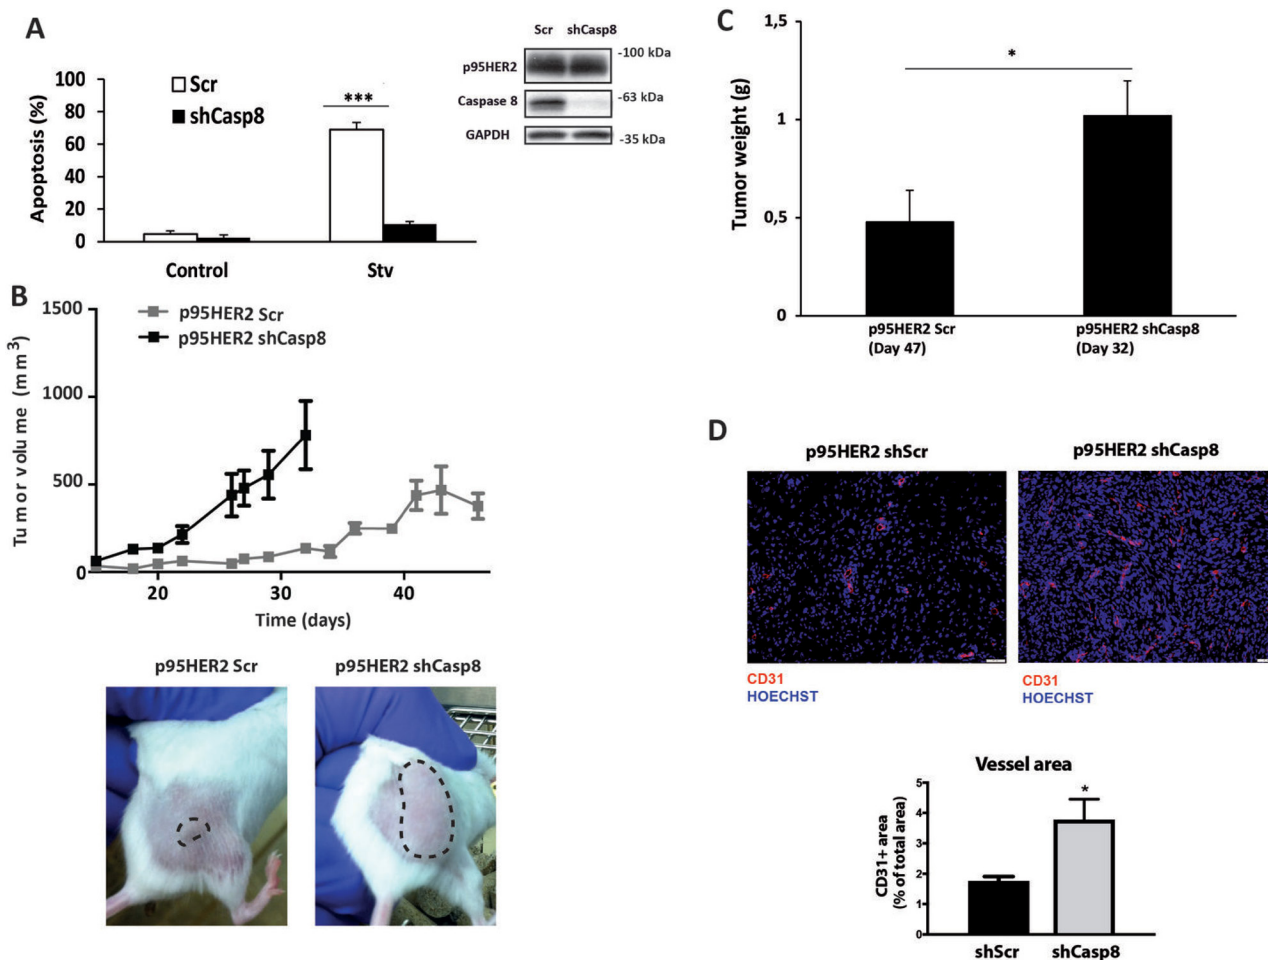 A
Scr
shCasp8
Apoptosis (%)
100
80
60
40
20
0
***
Control
Stv
Scr shCasp8
p95HER2
-100 kDa
Caspase 8
-63 kDa
GAPDH
-35 kDa
B
p95HER2 Scr
p95HER2 shCasp8
Tumor volume (mm³)
1500
1000
500
0
20
30
40
Time (days)
p95HER2 Scr
p95HER2 shCasp8
C
Tumor weight (g)
1,5
1
0,5
0
*
p95HER2 Scr
(Day 47)
p95HER2 shCasp8
(Day 32)
D
p95HER2 shScr
p95HER2 shCasp8
CD31
HOECHST
CD31
HOECHST
Vessel area
CD31+ area
(% of total area)
5
4
3
2
1
0
*
shScr
shCasp8